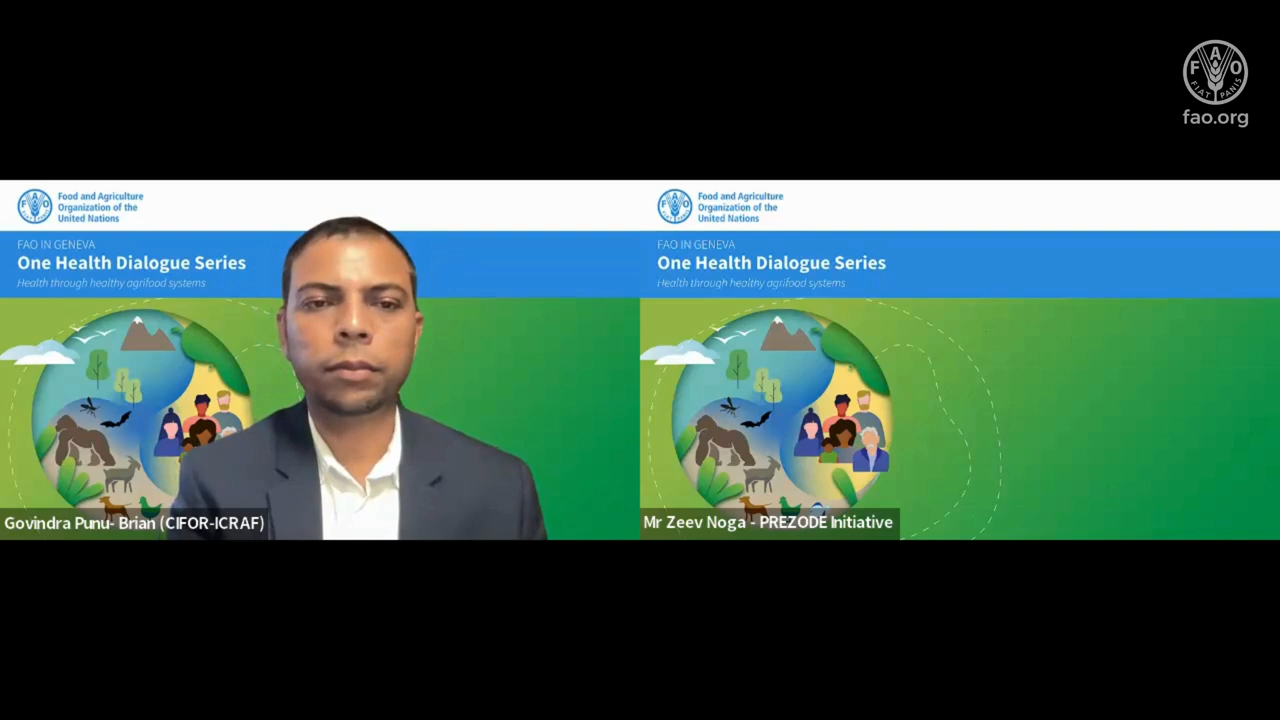 FAO
FIAT PANIS
fao.org
FAO
Food and Agriculture
Organization of the
United Nations
FAO IN GENEVA
One Health Dialogue Series
Health through healthy agrifood systems
Govindra Punu- Brian (CIFOR-ICRAF)
FAO
Food and Agriculture
Organization of the
United Nations
FAO IN GENEVA
One Health Dialogue Series
Health through healthy agrifood systems
Mr Zeev Noga - PREZODE Initiative